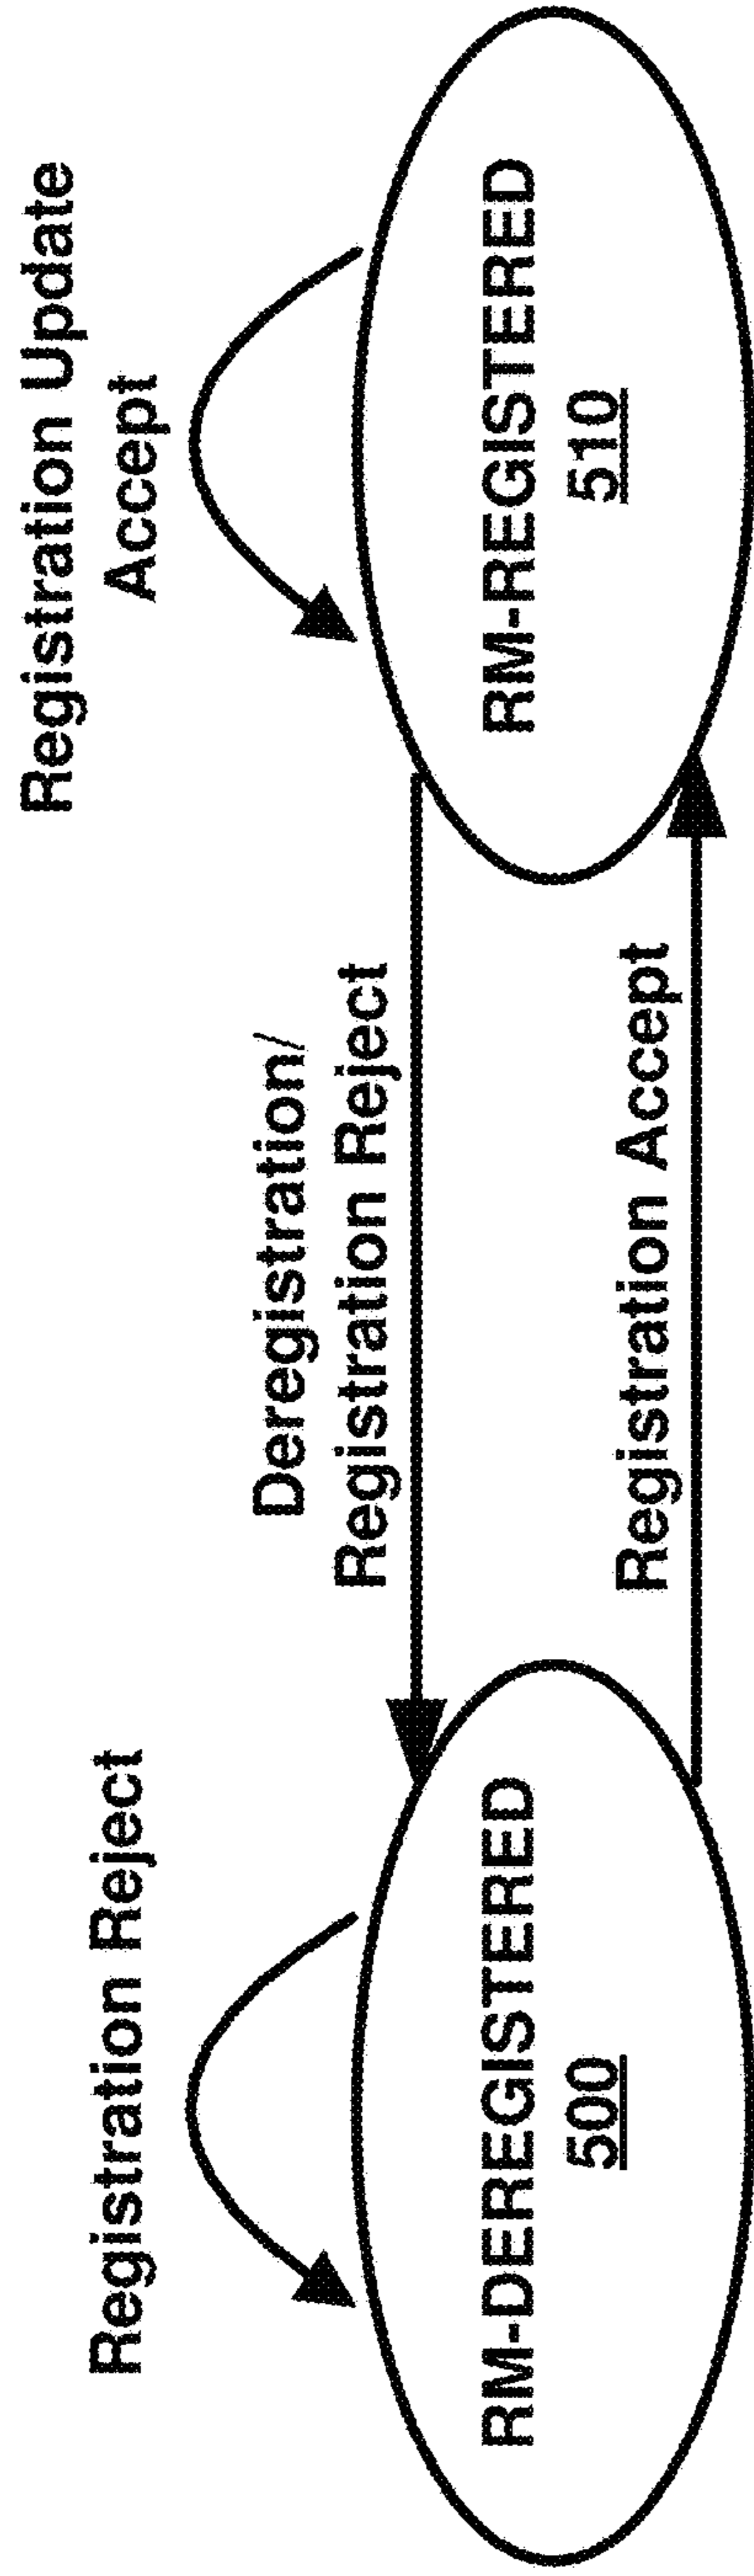 Registration Reject
RM-DEREGISTERED
500
Deregistration/
Registration Reject
Registration Accept
Registration Update
Accept
RM-REGISTERED
510